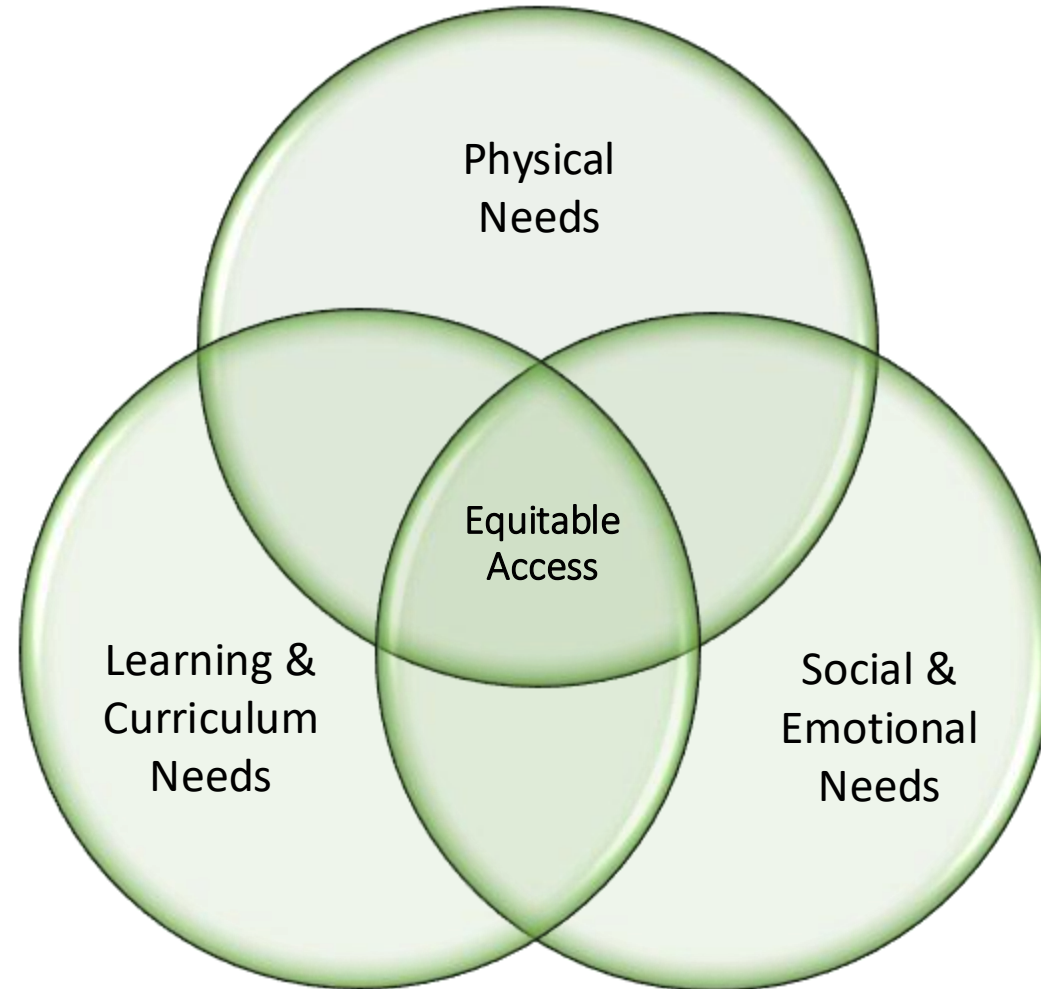 Physical
Needs
Equitable
Access
Learning &
Curriculum
Needs
Social &
Emotional
Needs